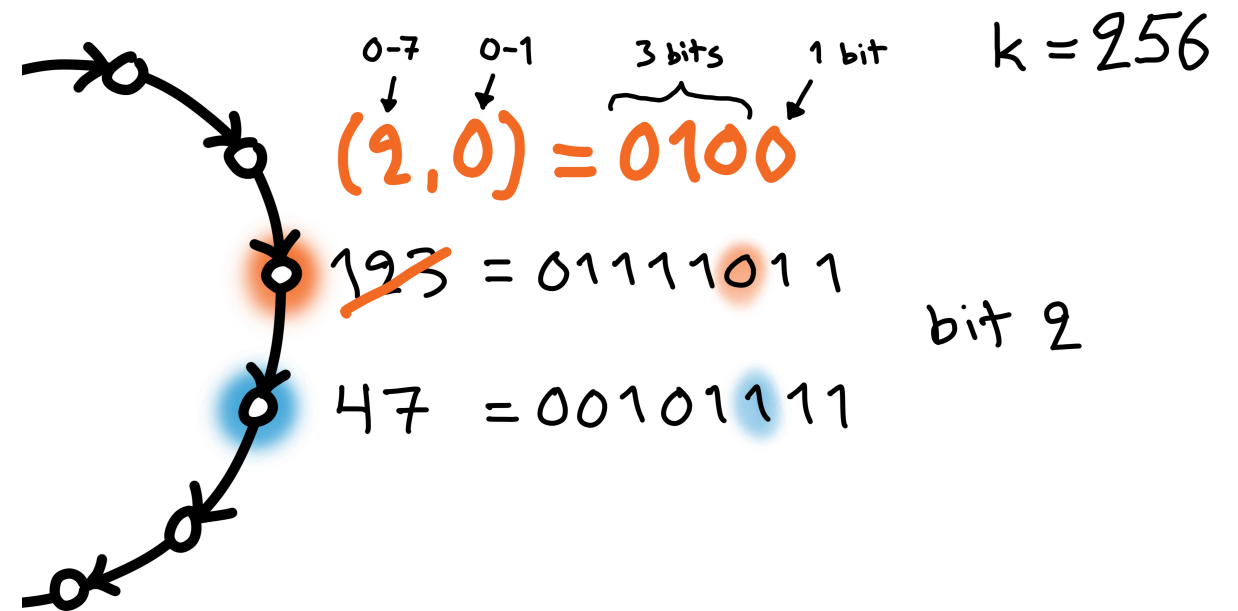 0-7 0-1 3 bits 1 bit
k = 256
(2,0) = 0100
123 = 01111011
bit 2
47 = 00101111